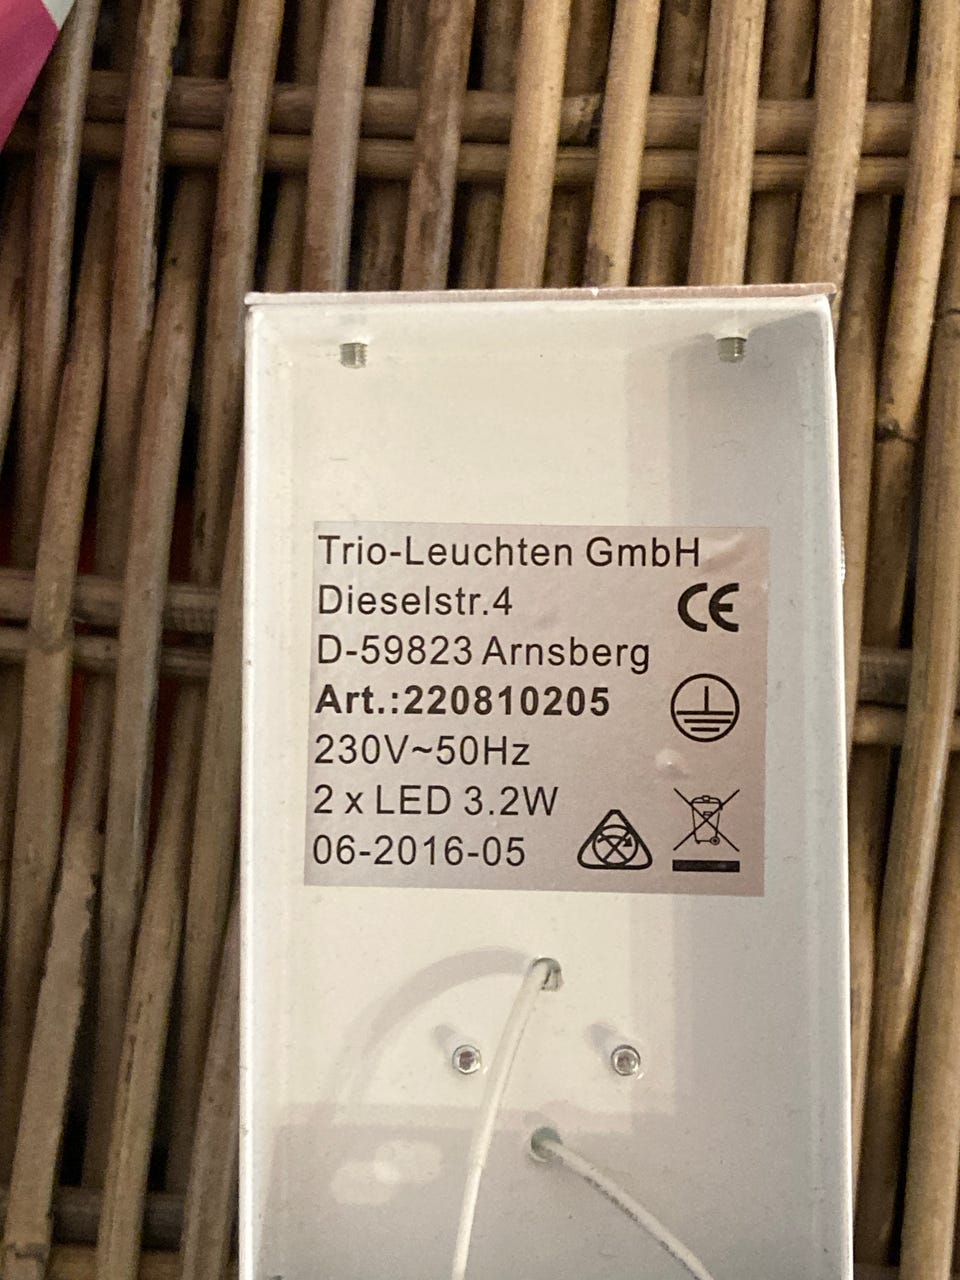 Trio-Leuchten GmbH
Dieselstr.4
CE
D-59823 Arnsberg
Art.:220810205
230V~50Hz
2 x LED 3.2W
06-2016-05